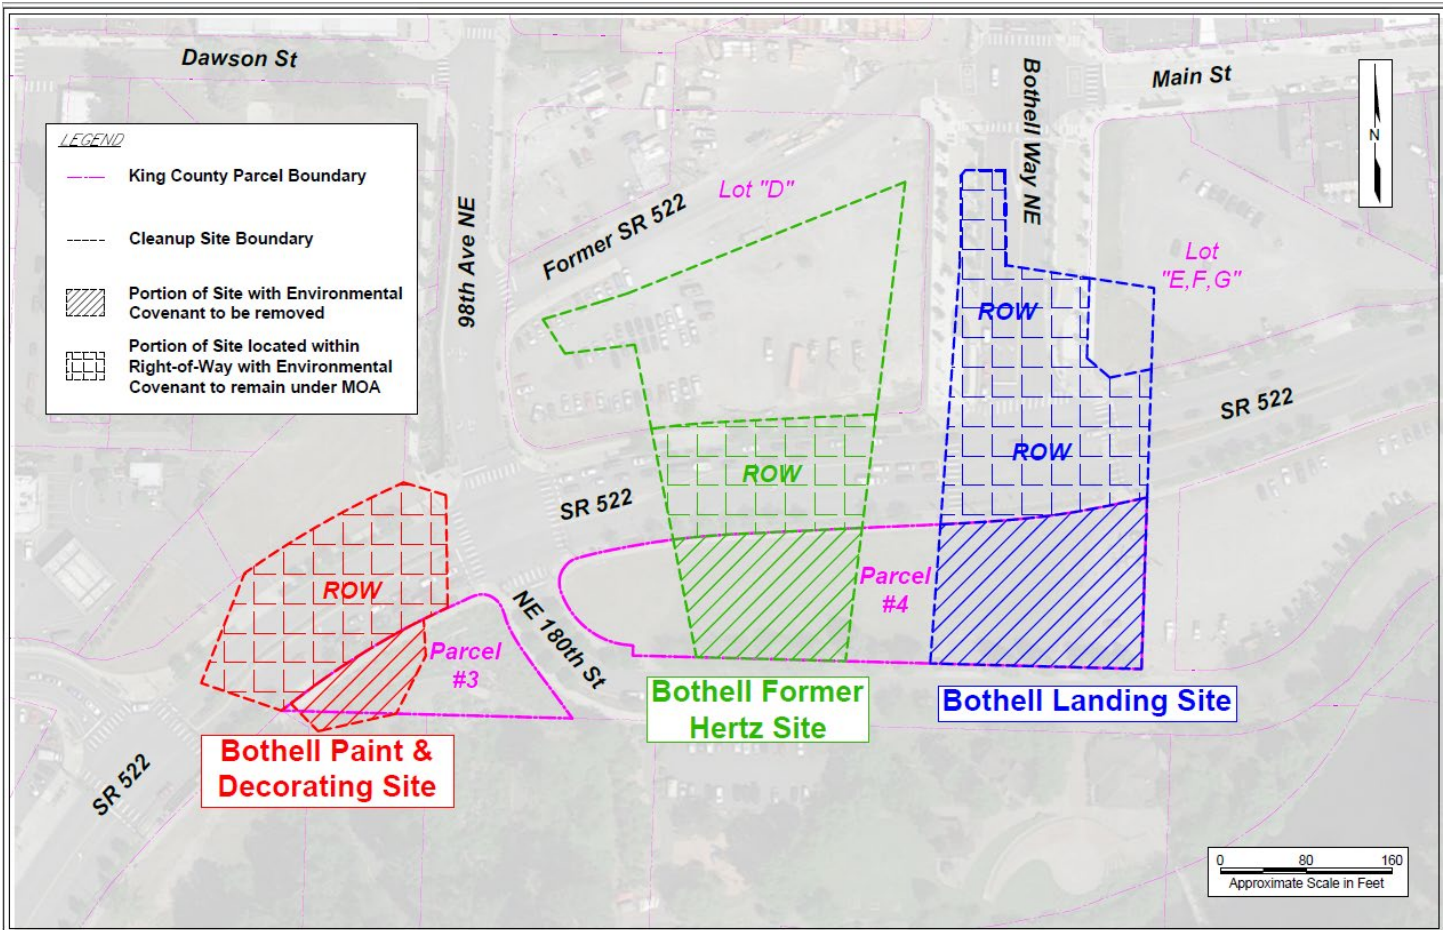 Dawson St
Main St
Bothell Way NE
N
LEGEND
King County Parcel Boundary
Cleanup Site Boundary
Portion of Site with Environmental
Covenant to be removed
Portion of Site located within
Right-of-Way with Environmental
Covenant to remain under MOA
98th Ave NE
Former SR 522
Lot "D"
Lot
"E,F,G"
ROW
SR 522
ROW
ROW
SR 522
ROW
NE 180th St
Parcel
#3
Parcel
#4
Bothell Former
Hertz Site
Bothell Landing Site
Bothell Paint &
Decorating Site
SR 522
0 80 160
Approximate Scale in Feet